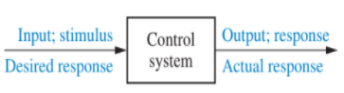 Input; stimulus
Desired response
Control
system
Output; response
Actual response